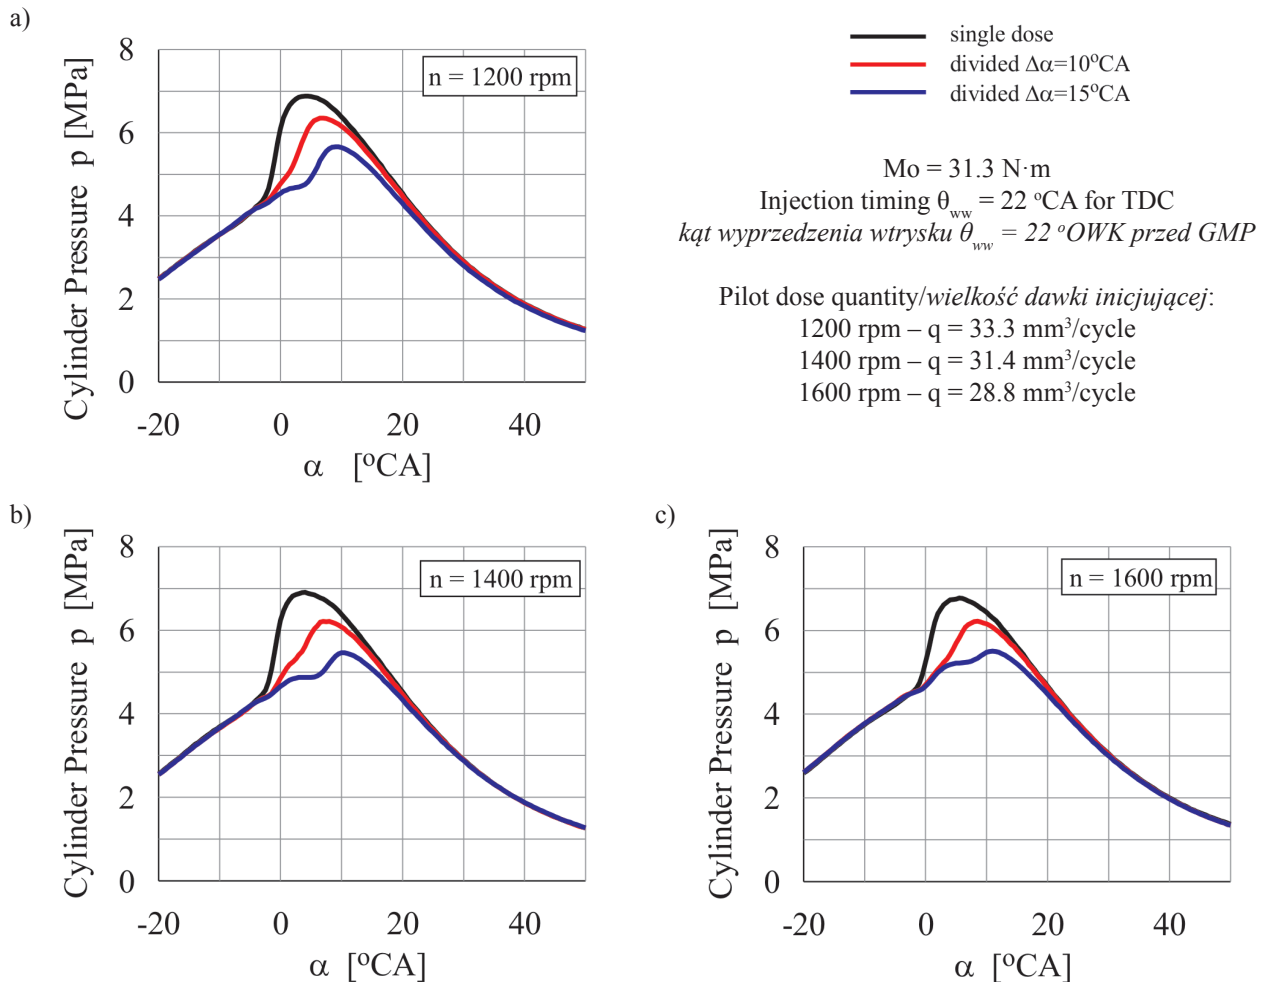 a)
Cylinder Pressure p [MPa]
8
6
4
2
0
-20 0 20 40
α [°CA]
n = 1200 rpm
single dose
divided Δα=10°CA
divided Δα=15°CA
Mo = 31.3 N·m
Injection timing θww = 22 °CA for TDC
kąt wyprzedzenia wtrysku θww = 22 °OWK przed GMP
Pilot dose quantity/wielkość dawki inicjującej:
1200 rpm – q = 33.3 mm³/cycle
1400 rpm – q = 31.4 mm³/cycle
1600 rpm – q = 28.8 mm³/cycle
b)
Cylinder Pressure p [MPa]
8
6
4
2
0
-20 0 20 40
α [°CA]
n = 1400 rpm
c)
Cylinder Pressure p [MPa]
8
6
4
2
0
-20 0 20 40
α [°CA]
n = 1600 rpm